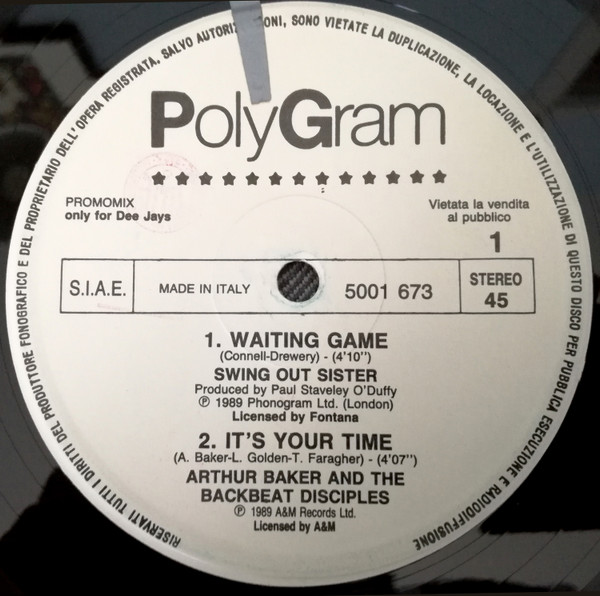 RISERVATI TUTTI I DIRITTI DEL PRODUTTORE FONOGRAFICO E DEL PROPRIETARIO DELL'OPERA REGISTRATA. SALVO AUTORI ONI, SONO VIETATE LA DUPLICAZIONE, LA LOCAZIONE E L'UTILIZZAZIONE DI QUESTO DISCO PER PUBBLICA ESECUZIONE E RADIODIFFUSIONE
PolyGram
PROMOMIX
only for Dee Jays
Vietata la vendita
al pubblico
1
S.I.A.E.
MADE IN ITALY
5001 673
STEREO
45
1. WAITING GAME
(Connell-Drewery) - (4'10")
SWING OUT SISTER
Produced by Paul Staveley O'Duffy
℗ 1989 Phonogram Ltd. (London)
Licensed by Fontana
2. IT'S YOUR TIME
(A. Baker-L. Golden-T. Faragher) - (4'07")
ARTHUR BAKER AND THE
BACKBEAT DISCIPLES
℗ 1989 A&M Records Ltd.
Licensed by A&M